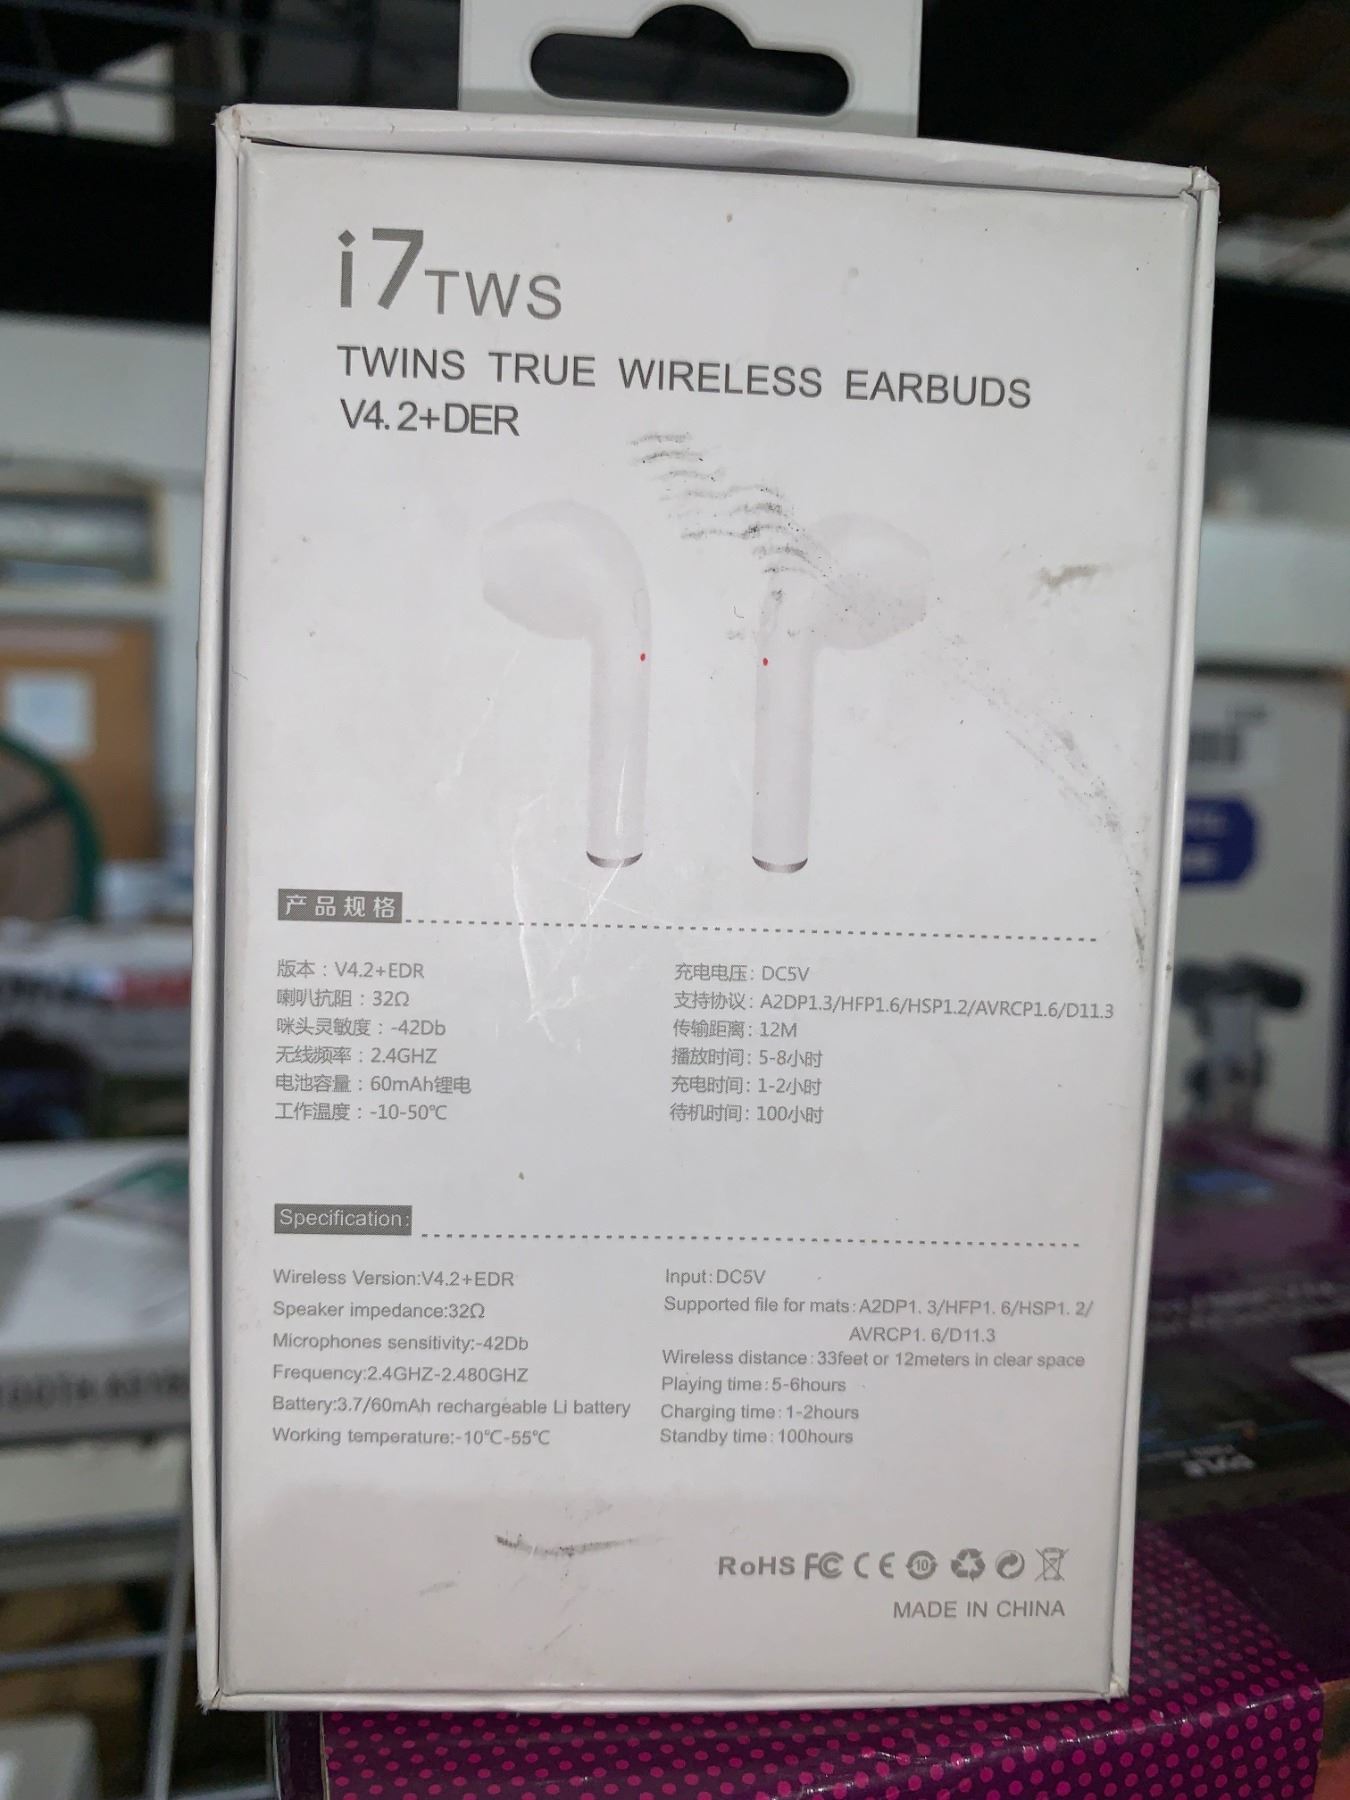 i7TWS
TWINS TRUE WIRELESS EARBUDS
V4.2+DER
产品规格
版本：V4.2+EDR
喇叭抗阻：32Ω
咪头灵敏度：-42Db
无线频率：2.4GHZ
电池容量：60mAh锂电
工作温度：-10-50℃
充电电压：DC5V
支持协议：A2DP1.3/HFP1.6/HSP1.2/AVRCP1.6/D11.3
传输距离：12M
播放时间：5-8小时
充电时间：1-2小时
待机时间：100小时
Specification:
Wireless Version:V4.2+EDR
Speaker impedance:32Ω
Microphones sensitivity:-42Db
Frequency:2.4GHZ-2.480GHZ
Battery:3.7/60mAh rechargeable Li battery
Working temperature:-10℃-55℃
Input:DC5V
Supported file for mats:A2DP1. 3/HFP1. 6/HSP1. 2/
AVRCP1. 6/D11.3
Wireless distance:33feet or 12meters in clear space
Playing time:5-6hours
Charging time:1-2hours
Standby time:100hours
RoHS FC CE 10
MADE IN CHINA